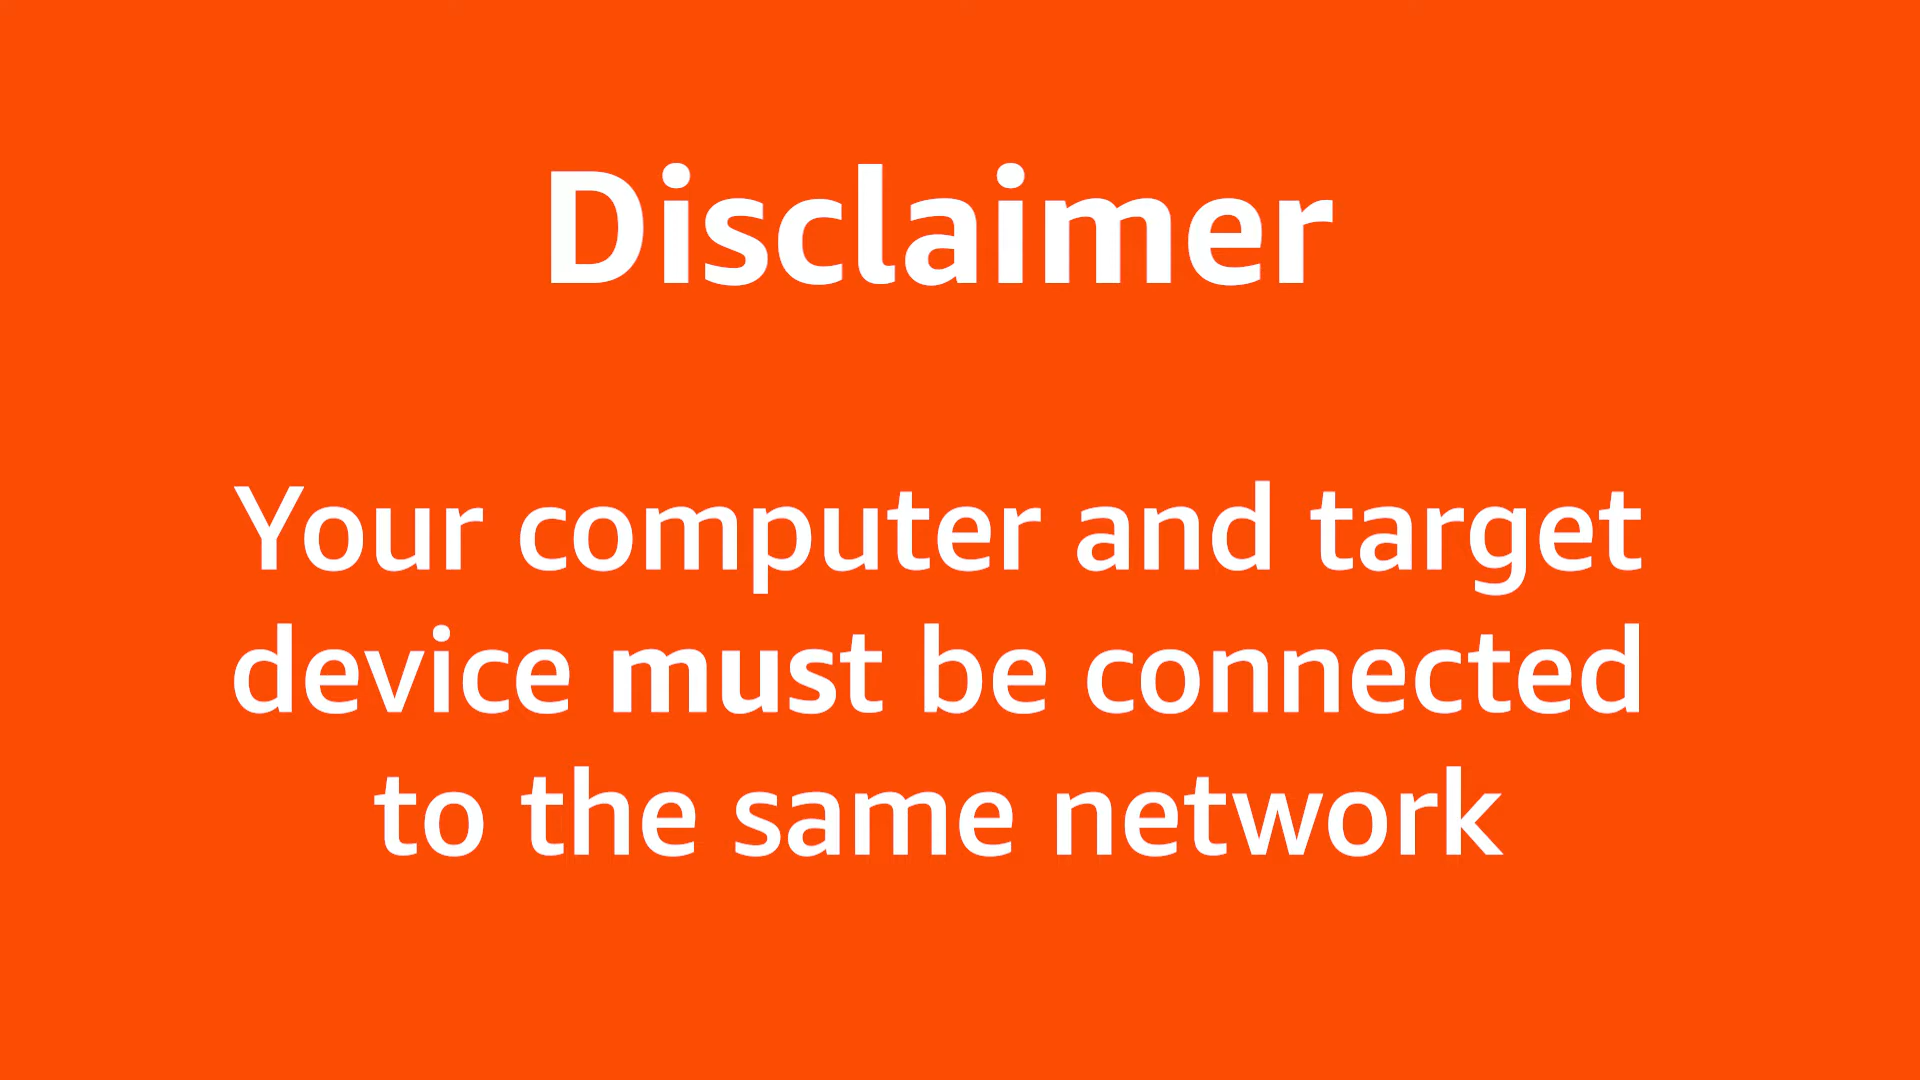 Disclaimer
Your computer and target
device must be connected
to the same network